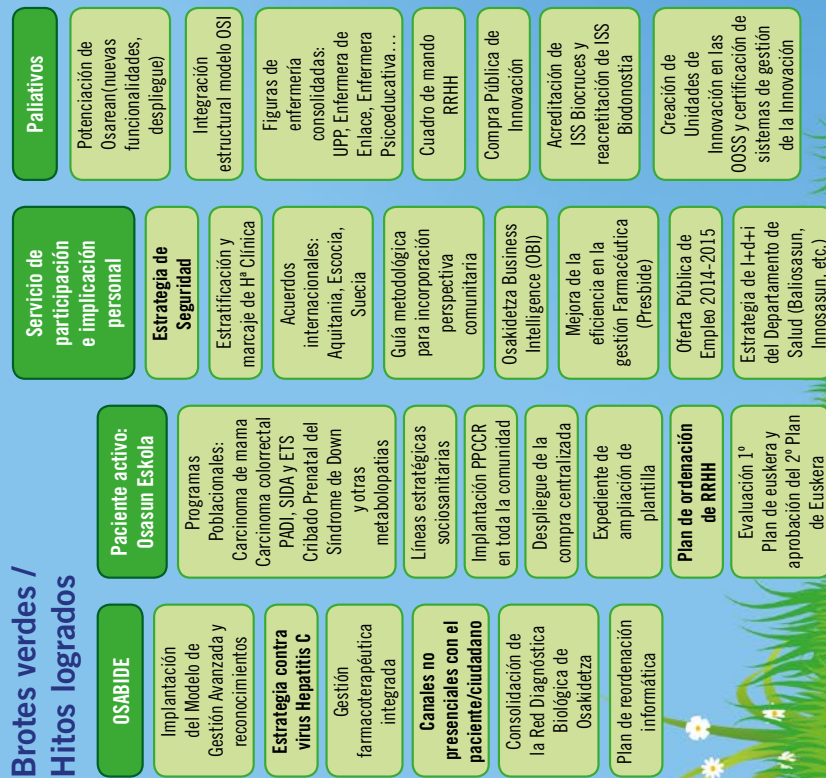 Brotes verdes /
Hitos logrados
OSABIDE
Implantación
del Modelo de
Gestión Avanzada y
reconocimientos
Estrategia contra
virus Hepatitis C
Gestión
farmacoterapéutica
integrada
Canales no
presenciales con el
paciente/ciudadano
Consolidación de
la Red Diagnóstica
Biológica de
Osakidetza
Plan de reordenación
informática
Paciente activo:
Osasun Eskola
Programas
Poblacionales:
Carcinoma de mama
Carcinoma colorrectal
PADI, SIDA y ETS
Cribado Prenatal del
Síndrome de Down
y otras
metabolopatias
Líneas estratégicas
sociosanitarias
Implantación PPCCR
en toda la comunidad
Despliegue de la
compra centralizada
Expediente de
ampliación de
plantilla
Plan de ordenación
de RRHH
Evaluación 1º
Plan de euskera y
aprobación del 2º Plan
de Euskera
Servicio de
participación
e implicación
personal
Estrategia de
Seguridad
Estratificación y
marcaje de Hª Clínica
Acuerdos
internacionales:
Aquitania, Escocia,
Suecia
Guía metodológica
para incorporación
perspectiva
comunitaria
Osakidetza Business
Intelligence (OBI)
Mejora de la
eficiencia en la
gestión Farmacéutica
(Presbide)
Oferta Pública de
Empleo 2014-2015
Estrategia de I+d+i
del Departamento de
Salud (Baliosasun,
Innosasun, etc.)
Paliativos
Potenciación de
Osarean(nuevas
funcionalidades,
despliegue)
Integración
estructural modelo OSI
Figuras de
enfermería
consolidadas:
UPP, Enfermera de
Enlace, Enfermera
Psicoeducativa...
Cuadro de mando
RRHH
Compra Pública de
Innovación
Acreditación de
ISS Biocruces y
reacretitación de ISS
Biodonostia
Creación de
Unidades de
Innovación en las
OOSS y certificación de
sistemas de gestión
de la Innovación